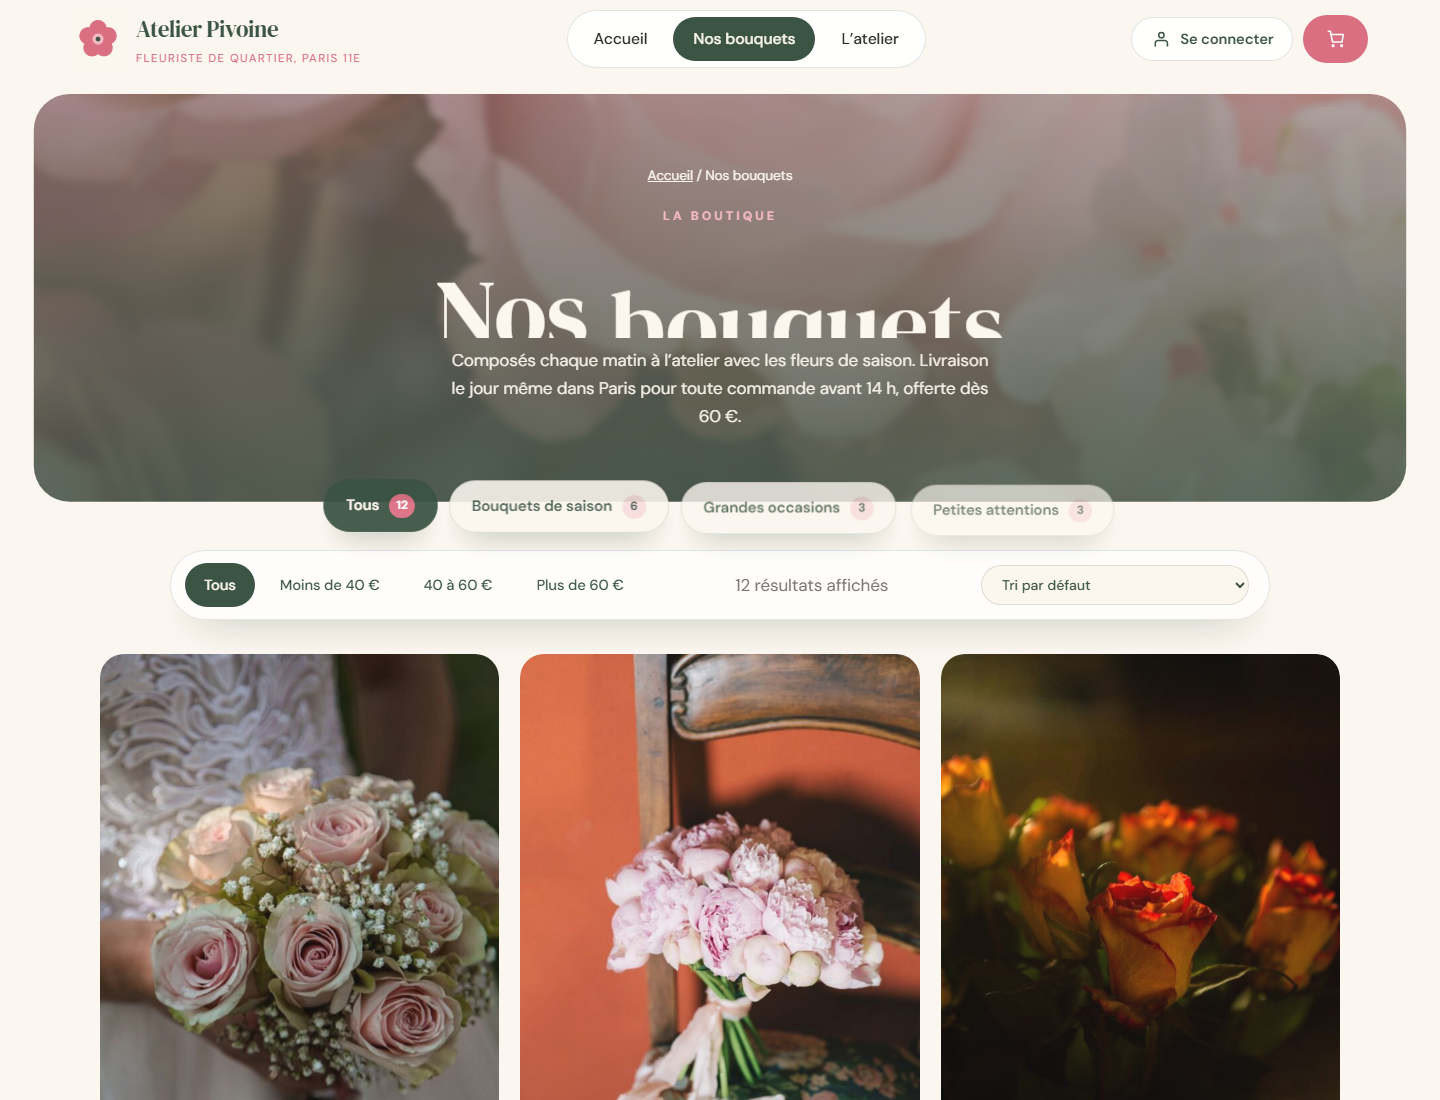 Atelier Pivoine
FLEURISTE DE QUARTIER, PARIS 11E
Accueil
Nos bouquets
L’atelier
Se connecter
Accueil / Nos bouquets
LA BOUTIQUE
Nos bouquets
Composés chaque matin à l’atelier avec les fleurs de saison. Livraison
le jour même dans Paris pour toute commande avant 14 h, offerte dès
60 €.
Tous 12
Bouquets de saison 6
Grandes occasions 3
Petites attentions 3
Tous
Moins de 40 €
40 à 60 €
Plus de 60 €
12 résultats affichés
Tri par défaut